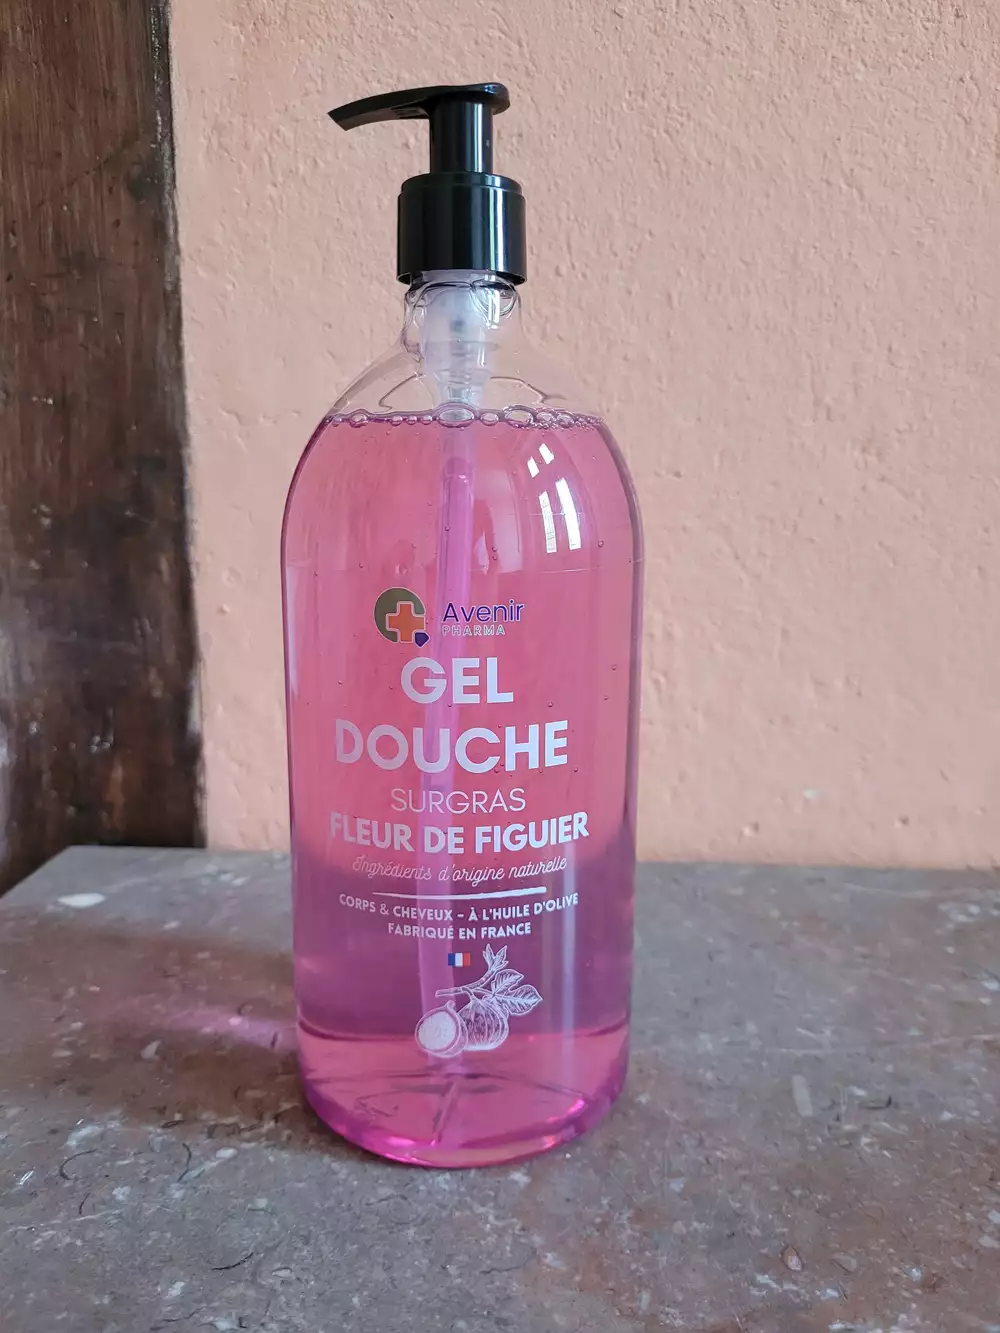 Avenir
PHARMA
GEL
DOUCHE
SURGRAS
FLEUR DE FIGUIER
Ingrédients d'origine naturelle
CORPS & CHEVEUX - À L'HUILE D'OLIVE
FABRIQUÉ EN FRANCE